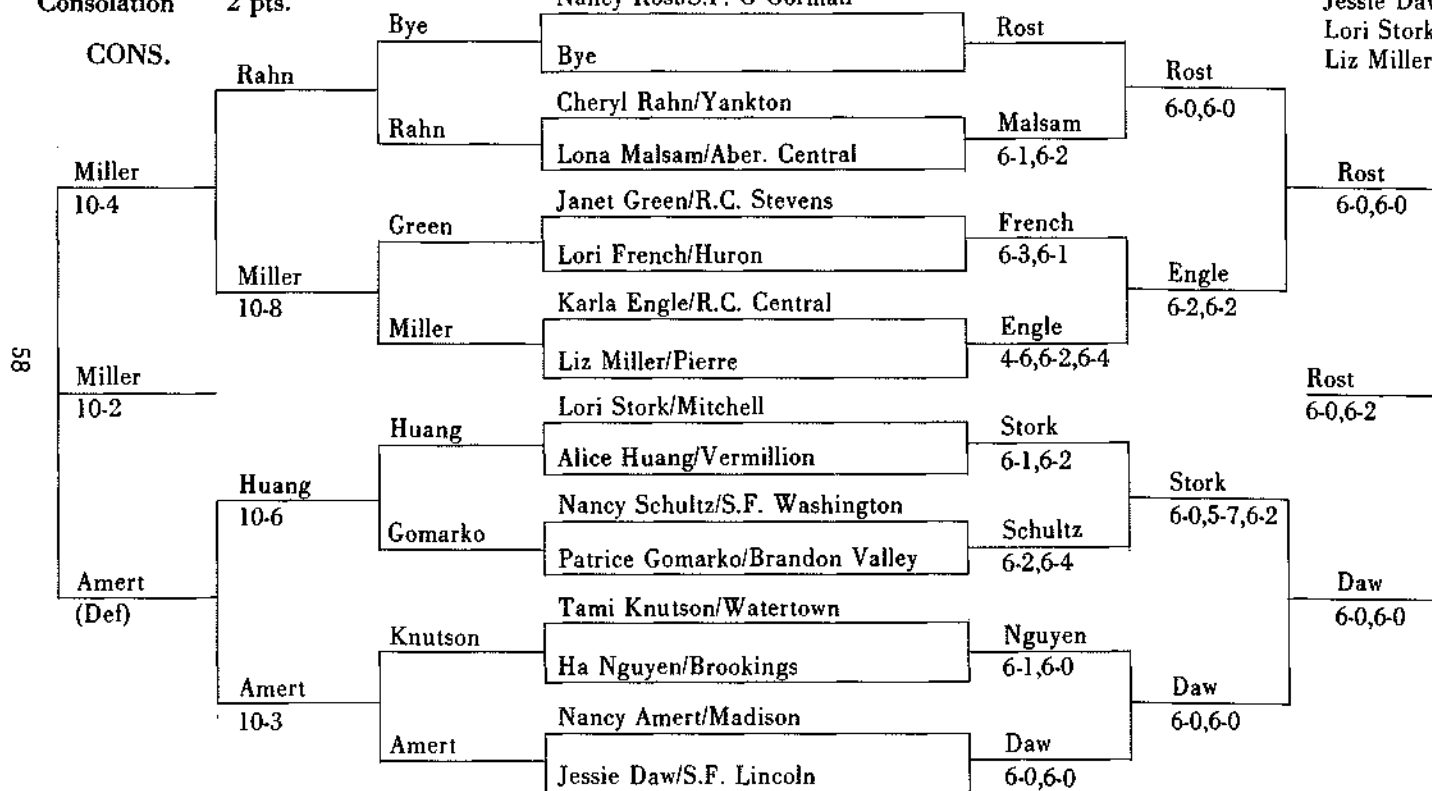 Consolation 2 pts.
CONS.
Jessie Daw
Lori Stork
Liz Miller
Nancy Rost/S.F. O'Gorman
Bye
Bye
Rost
Rahn
Rost
6-0,6-0
Cheryl Rahn/Yankton
Rahn
Malsam
Lona Malsam/Aber. Central
6-1,6-2
Miller
10-4
Rost
6-0,6-0
Janet Green/R.C. Stevens
Green
French
Lori French/Huron
6-3,6-1
Miller
10-8
Engle
6-2,6-2
Karla Engle/R.C. Central
Miller
Engle
Liz Miller/Pierre
4-6,6-2,6-4
58
Miller
10-2
Rost
6-0,6-2
Lori Stork/Mitchell
Huang
Stork
Alice Huang/Vermillion
6-1,6-2
Huang
10-6
Stork
6-0,5-7,6-2
Nancy Schultz/S.F. Washington
Gomarko
Schultz
Patrice Gomarko/Brandon Valley
6-2,6-4
Amert
(Def)
Daw
6-0,6-0
Tami Knutson/Watertown
Knutson
Nguyen
Ha Nguyen/Brookings
6-1,6-0
Amert
10-3
Daw
6-0,6-0
Nancy Amert/Madison
Amert
Daw
Jessie Daw/S.F. Lincoln
6-0,6-0